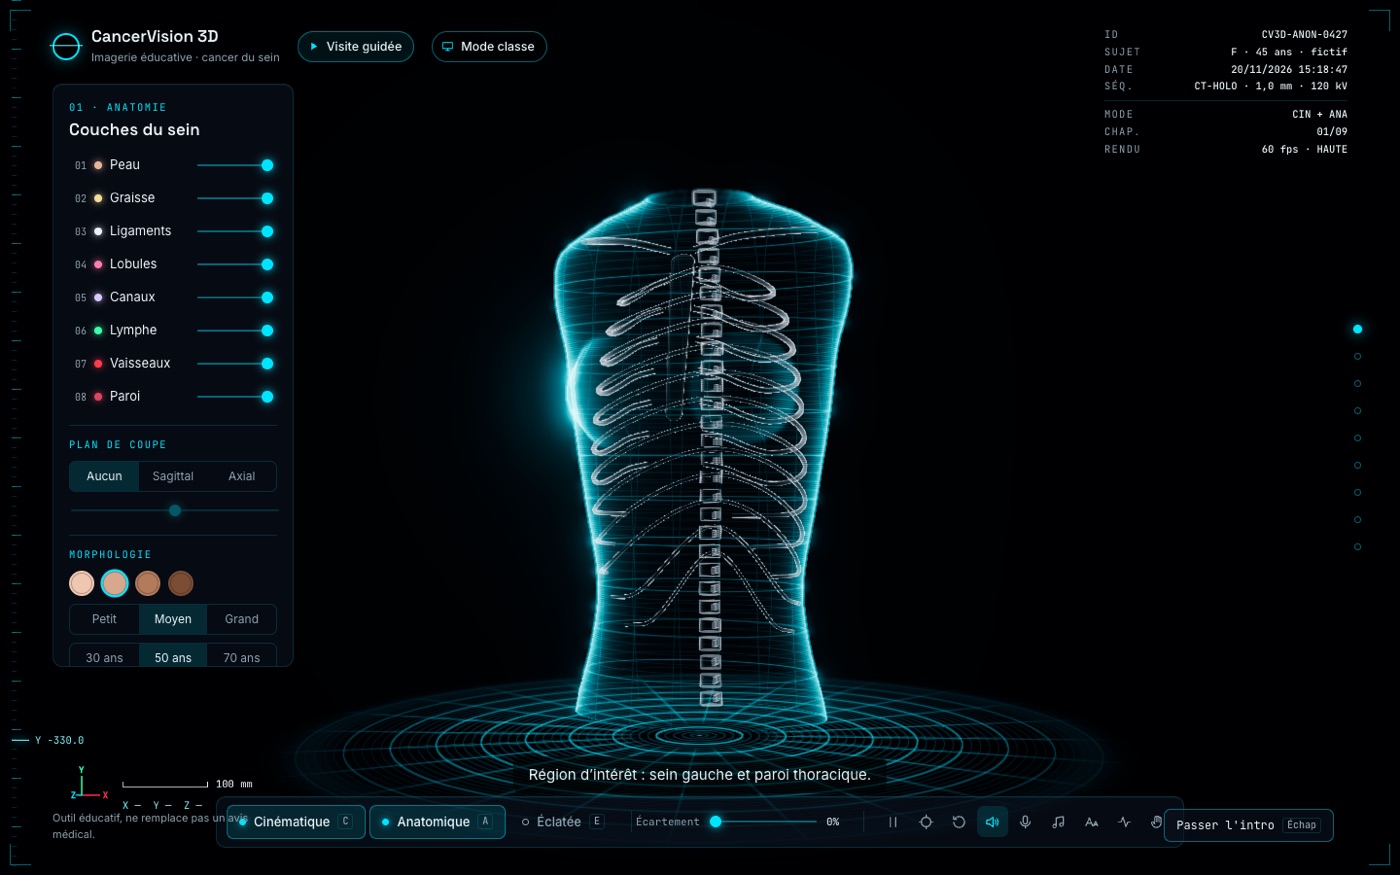 CancerVision 3D
Imagerie éducative · cancer du sein
Visite guidée
Mode classe
ID CV3D-ANON-0427
SUJET F · 45 ans · fictif
DATE 20/11/2026 15:18:47
SÉQ. CT-HOLO · 1,0 mm · 120 kV
MODE CIN + ANA
CHAP. 01/09
RENDU 60 fps · HAUTE
01 · ANATOMIE
Couches du sein
01 Peau
02 Graisse
03 Ligaments
04 Lobules
05 Canaux
06 Lymphe
07 Vaisseaux
08 Paroi
PLAN DE COUPE
Aucun Sagittal Axial
MORPHOLOGIE
Petit Moyen Grand
30 ans 50 ans 70 ans
Y -330.0
Y
Z X
100 mm
X — Y — Z —
Outil éducatif, ne remplace pas un avis
médical.
Région d’intérêt : sein gauche et paroi thoracique.
Cinématique C
Anatomique A
Éclatée E
Écartement 0%
Passer l'intro Échap